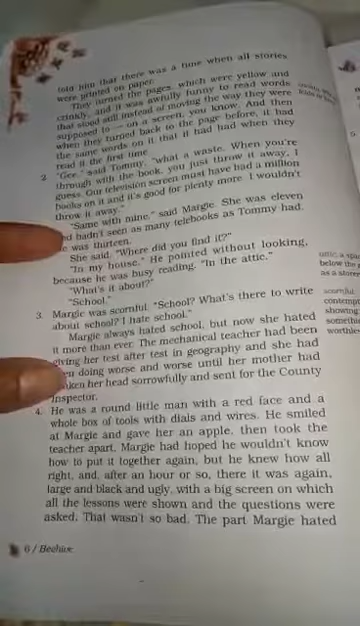 told him that there was a time when all stories
were printed on paper.
They turned the pages, which were yellow and
crinkly, and it was awfully funny to read words
that stood still instead of moving the way they were
supposed to — on a screen, you know. And then
when they turned back to the page before, it had
the same words on it that it had had when they
read it the first time.
2. "Gee," said Tommy, "what a waste. When you're
through with the book, you just throw it away, I
guess. Our television screen must have had a million
books on it and it's good for plenty more. I wouldn't
throw it away."
"Same with mine," said Margie. She was eleven
and hadn't seen as many telebooks as Tommy had.
was thirteen.
She said, "Where did you find it?"
"In my house." He pointed without looking,
because he was busy reading. "In the attic."
"What's it about?"
"School."
3. Margie was scornful. "School? What's there to write
about school? I hate school."
Margie always hated school, but now she hated
it more than ever. The mechanical teacher had been
giving her test after test in geography and she had
doing worse and worse until her mother had
shaken her head sorrowfully and sent for the County
Inspector.
4. He was a round little man with a red face and a
whole box of tools with dials and wires. He smiled
at Margie and gave her an apple, then took the
teacher apart. Margie had hoped he wouldn't know
how to put it together again, but he knew how all
right, and, after an hour or so, there it was again,
large and black and ugly, with a big screen on which
all the lessons were shown and the questions were
asked. That wasn't so bad. The part Margie hated
attic: a spa
below the
as a store
scornful:
contemp
showing
somethi
worthle
6 / Beehive
5.